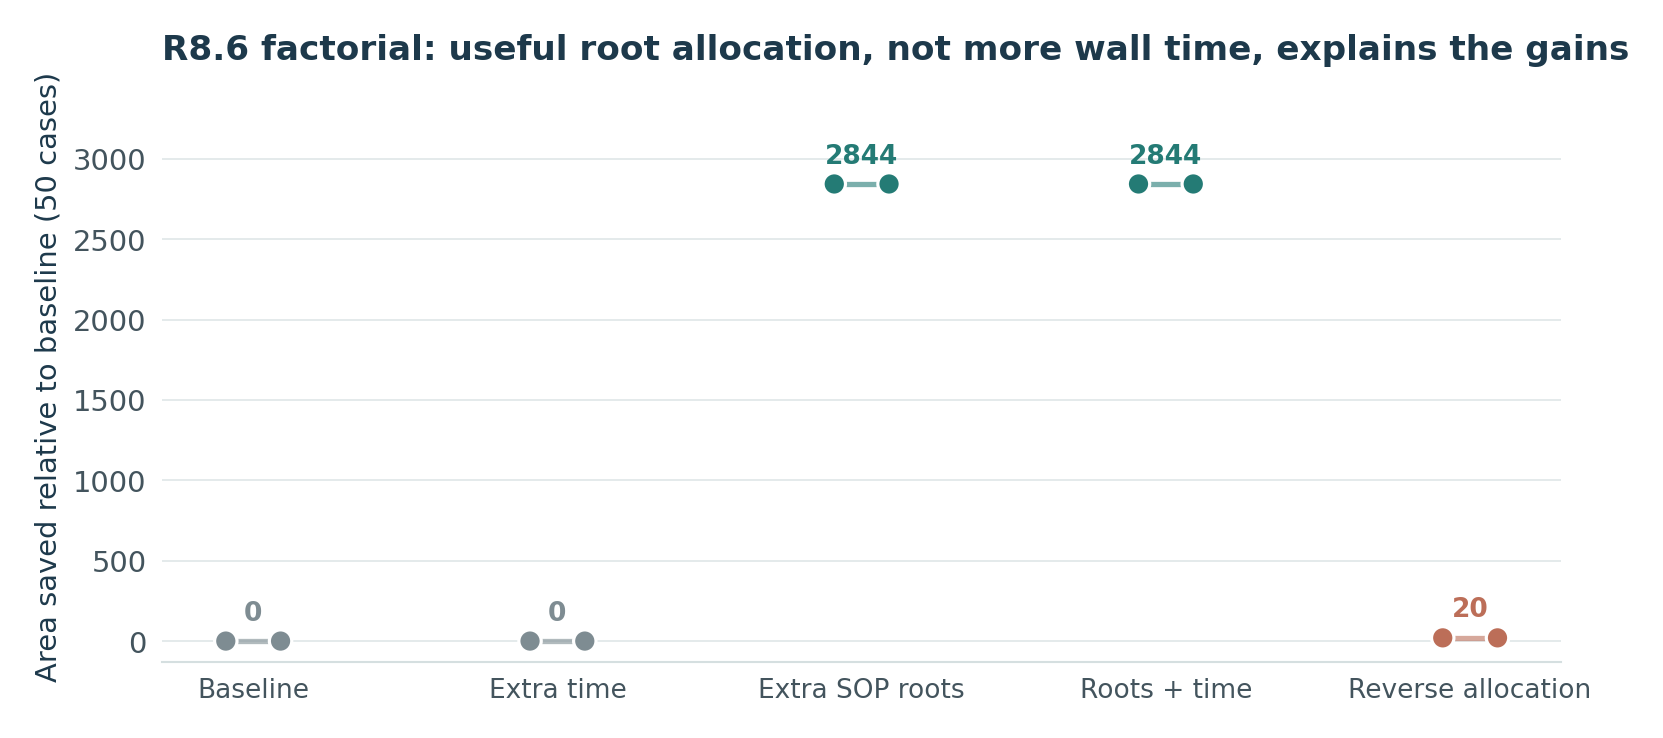 R8.6 factorial: useful root allocation, not more wall time, explains the gains
Area saved relative to baseline (50 cases)
3000
2500
2000
1500
1000
500
0
2844
2844
0
0
20
Baseline
Extra time
Extra SOP roots
Roots + time
Reverse allocation